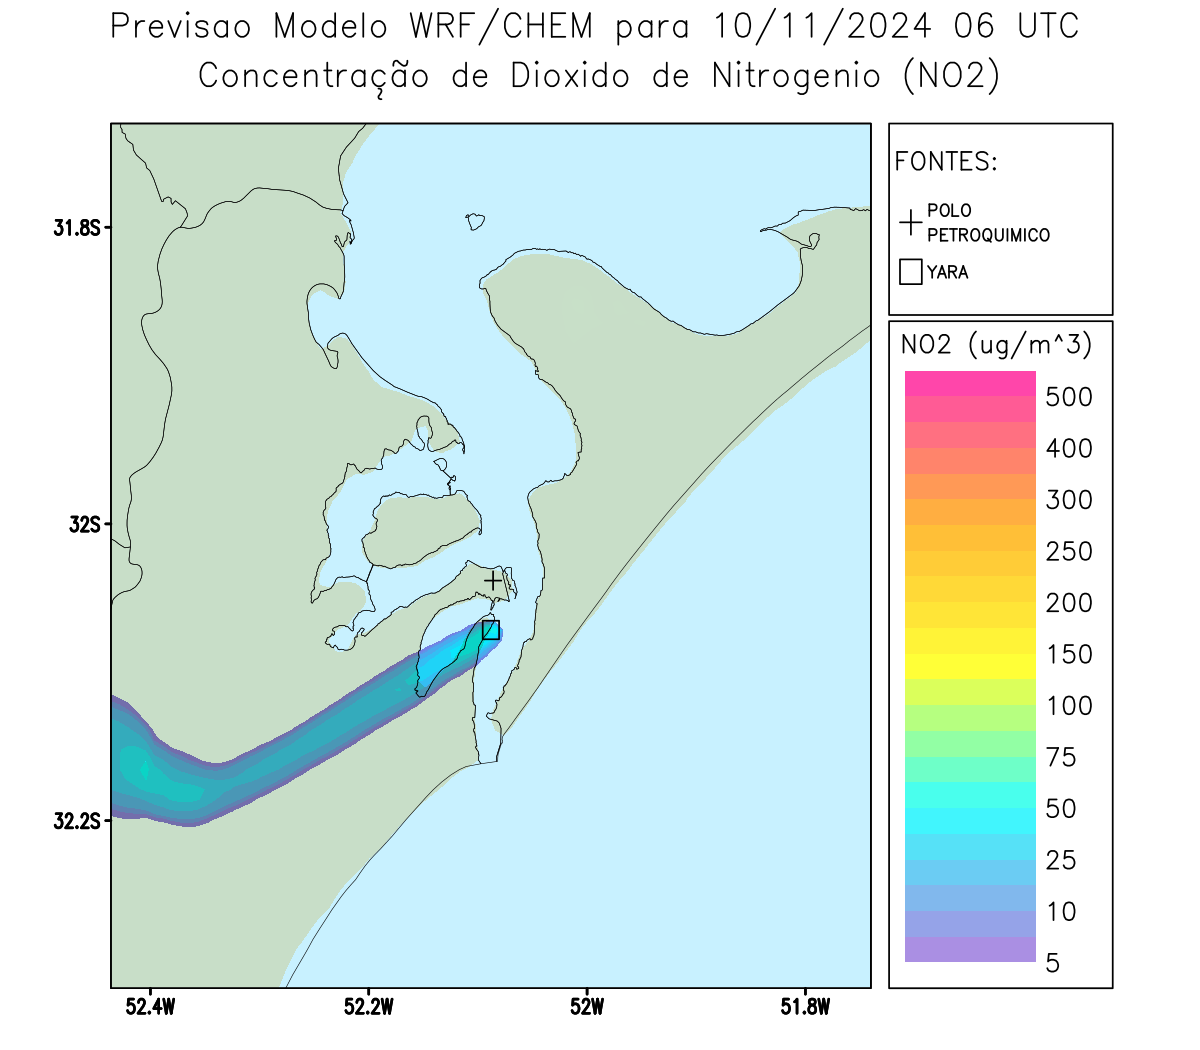 Previsao Modelo WRF/CHEM para 10/11/2024 06 UTC
Concentração de Dioxido de Nitrogenio (NO2)
FONTES:
POLO
PETROQUIMICO
YARA
NO2 (ug/m^3)
500
400
300
250
200
150
100
75
50
25
10
5
31.8S
32S
32.2S
52.4W
52.2W
52W
51.8W